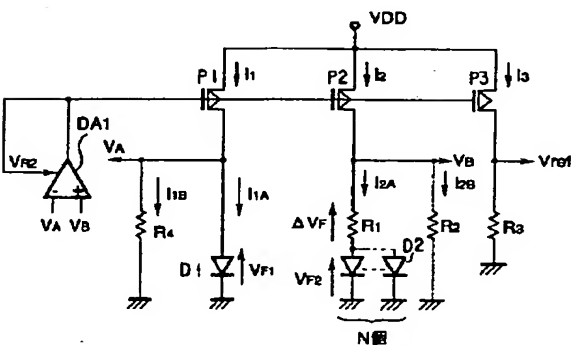 VDD
P1
I1
P2
I2
P3
I3
DA1
VR2
VA
VB
Vref
- +
VA VB
I1B
I1A
I2A
I2B
R4
ΔVF
R1
R2
R3
D1
VF1
D2
VF2
N個